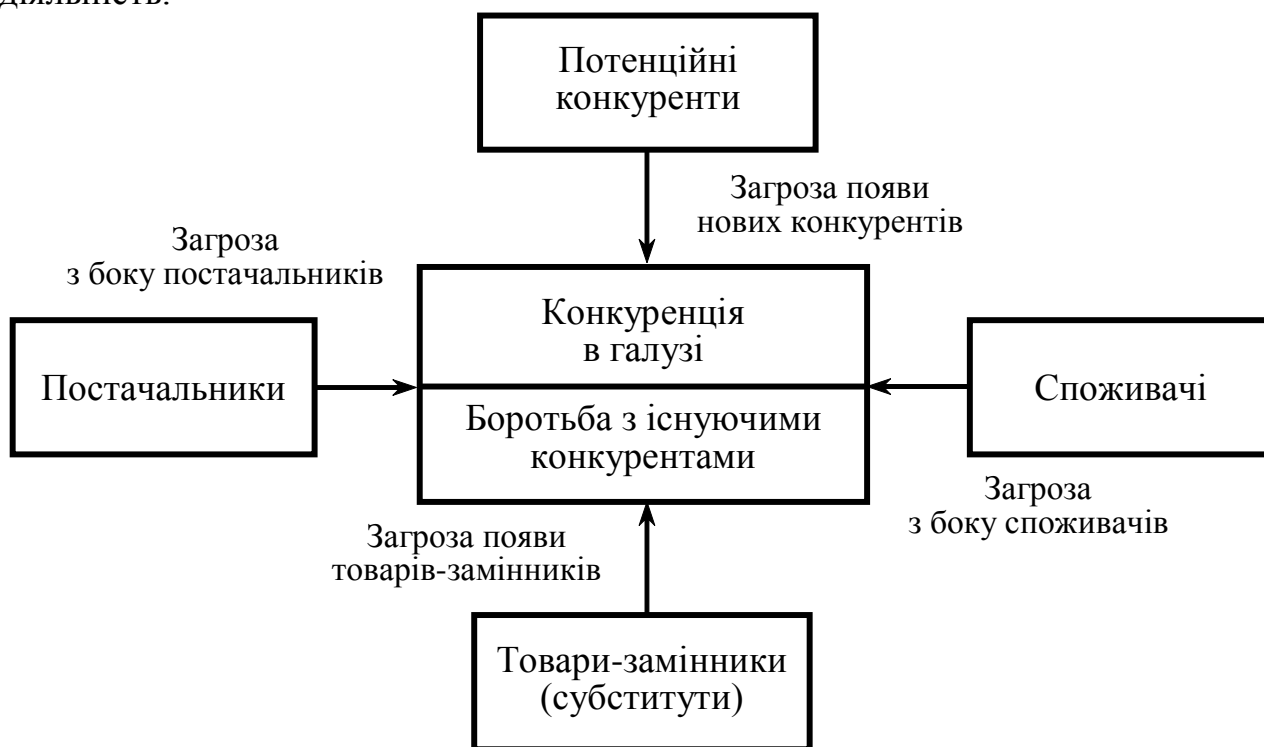 діяльність.
Потенційні
конкуренти
Загроза появи
нових конкурентів
Загроза
з боку постачальників
Конкуренція
в галузі
Постачальники
Споживачі
Боротьба з існуючими
конкурентами
Загроза
з боку споживачів
Загроза появи
товарів-замінників
Товари-замінники
(субститути)